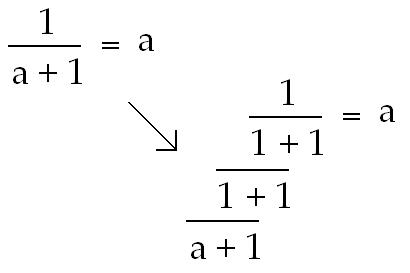 1
a + 1 = a
1
1 + 1 = a
1 + 1
a + 1